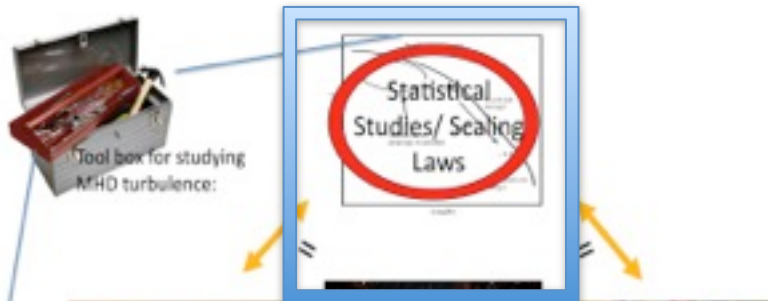 Statistical
Studies/ Scaling
Laws
Tool box for studying
MHD turbulence:
=
=